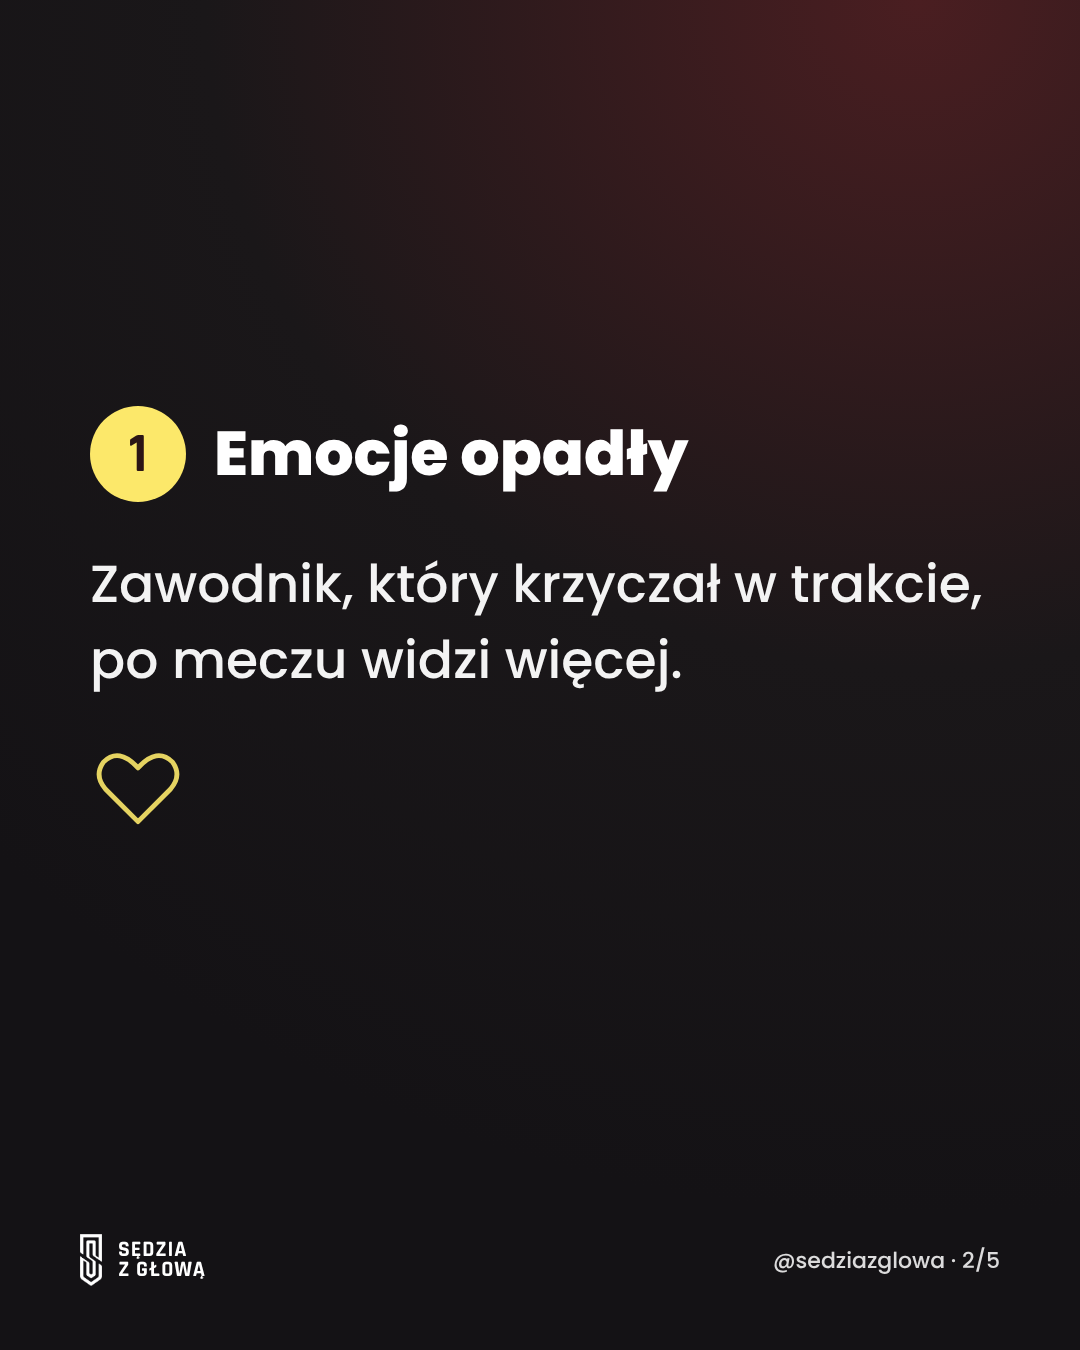 1 Emocje opadły
Zawodnik, który krzyczał w trakcie,
po meczu widzi więcej.
SĘDZIA
Z GŁOWĄ
@sedziazglowa · 2/5